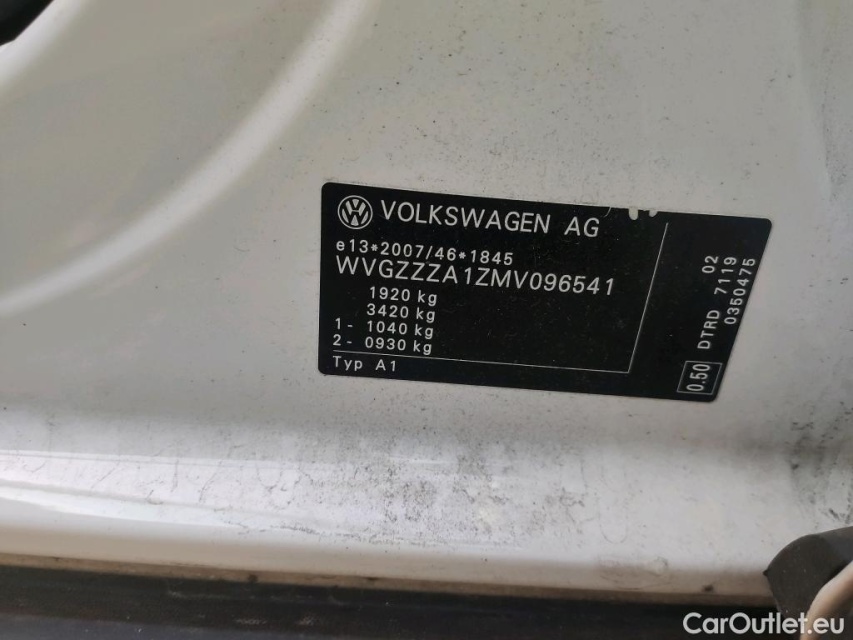 VOLKSWAGEN AG
e13*2007/46*1845
WVGZZZA1ZMV096541
1920 kg
3420 kg
1- 1040 kg
2- 0930 kg
Typ A1
02
DTRD 7119
0350475
0.50
CarOutlet.eu